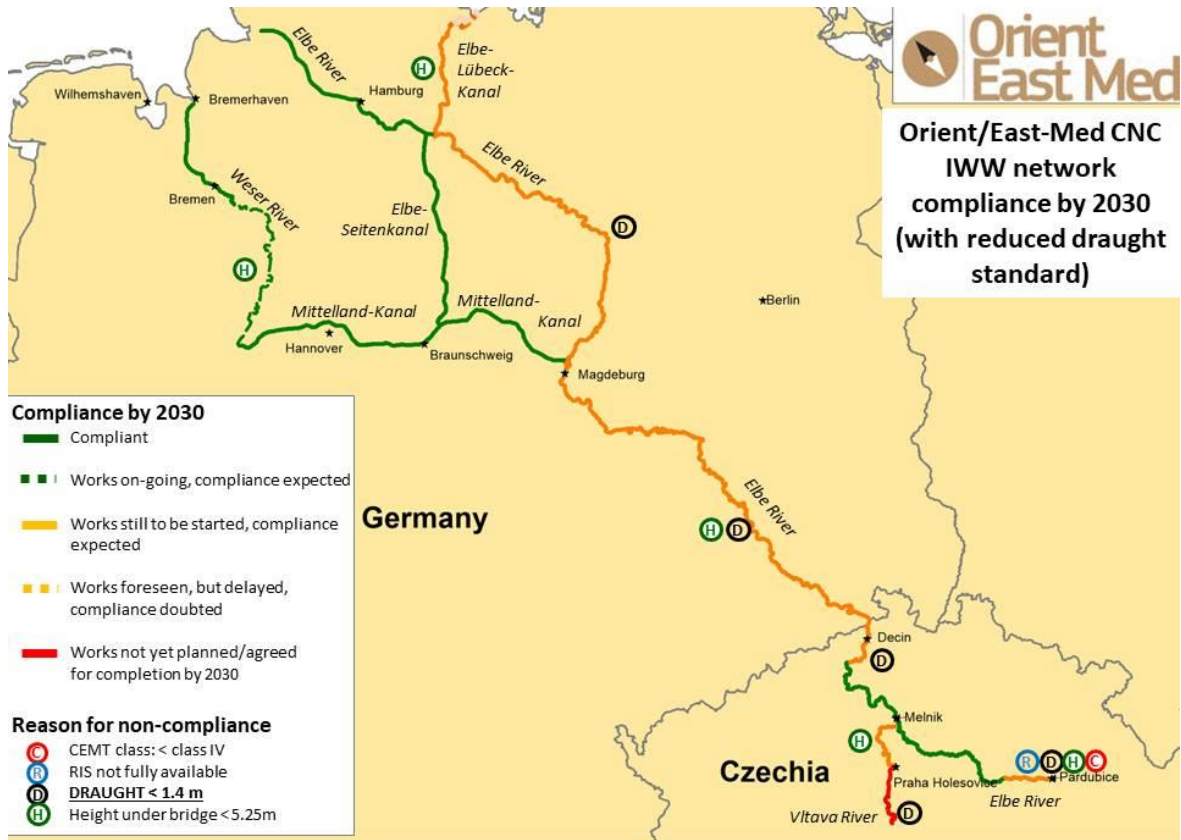 Orient
East Med
Orient/East-Med CNC
IWW network
compliance by 2030
(with reduced draught
standard)
Elbe River
Elbe-
Lübeck-
Kanal
H
Wilhemshaven
Bremerhaven
Hamburg
Elbe River
Bremen
Weser River
Elbe-
Seitenkanal
D
H
Mittelland-Kanal
Mittelland-
Kanal
Berlin
Hannover
Braunschweig
Magdeburg
Compliance by 2030
Compliant
Works on-going, compliance expected
Works still to be started, compliance
expected
Works foreseen, but delayed,
compliance doubted
Works not yet planned/agreed
for completion by 2030
Reason for non-compliance
C CEMT class: < class IV
R RIS not fully available
D DRAUGHT < 1.4 m
H Height under bridge < 5.25m
Germany
Elbe River
H D
Decin
D
Melnik
H
Czechia
Praha Holesovice
R D H C
Pardubice
Elbe River
Vltava River
D